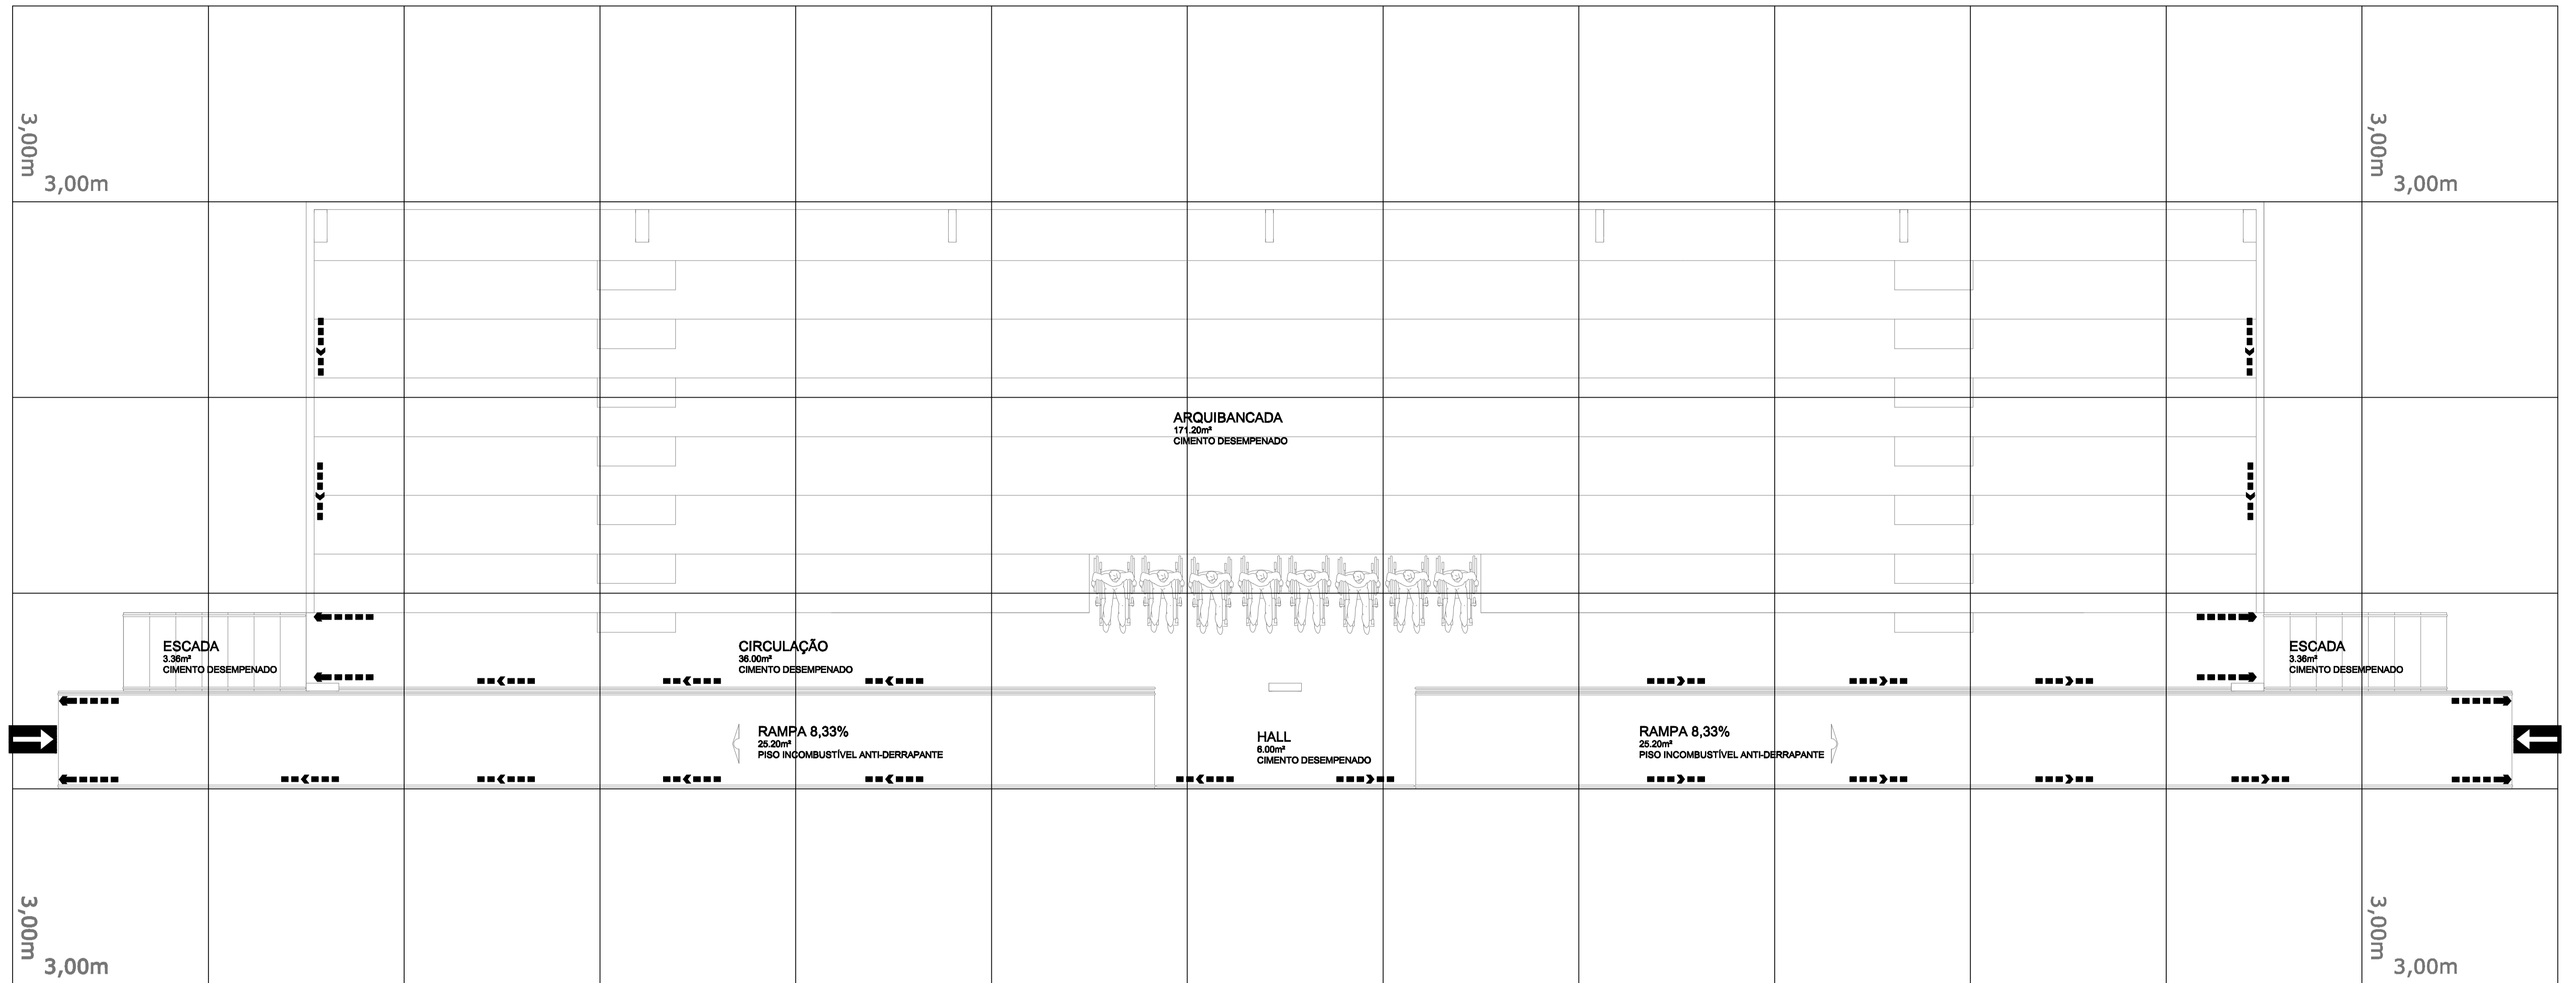 3,00m
3,00m
3,00m
3,00m
ARQUIBANCADA
171.20m²
CIMENTO DESEMPENADO
ESCADA
3.36m²
CIMENTO DESEMPENADO
CIRCULAÇÃO
36.00m²
CIMENTO DESEMPENADO
ESCADA
3.36m²
CIMENTO DESEMPENADO
RAMPA 8,33%
25.20m²
PISO INCOMBUSTÍVEL ANTI-DERRAPANTE
HALL
6.00m²
CIMENTO DESEMPENADO
RAMPA 8,33%
25.20m²
PISO INCOMBUSTÍVEL ANTI-DERRAPANTE
3,00m
3,00m
3,00m
3,00m